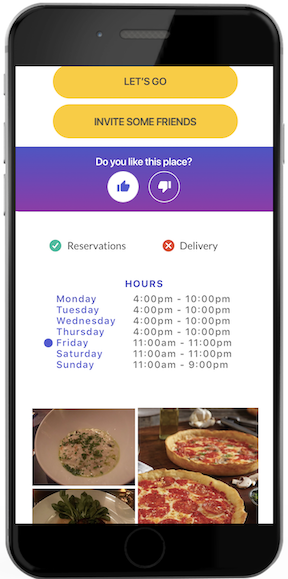 LET'S GO
INVITE SOME FRIENDS
Do you like this place?
Reservations Delivery
HOURS
Monday 4:00pm - 10:00pm
Tuesday 4:00pm - 10:00pm
Wednesday 4:00pm - 10:00pm
Thursday 4:00pm - 10:00pm
Friday 11:00am - 11:00pm
Saturday 11:00am - 11:00pm
Sunday 11:00am - 9:00pm